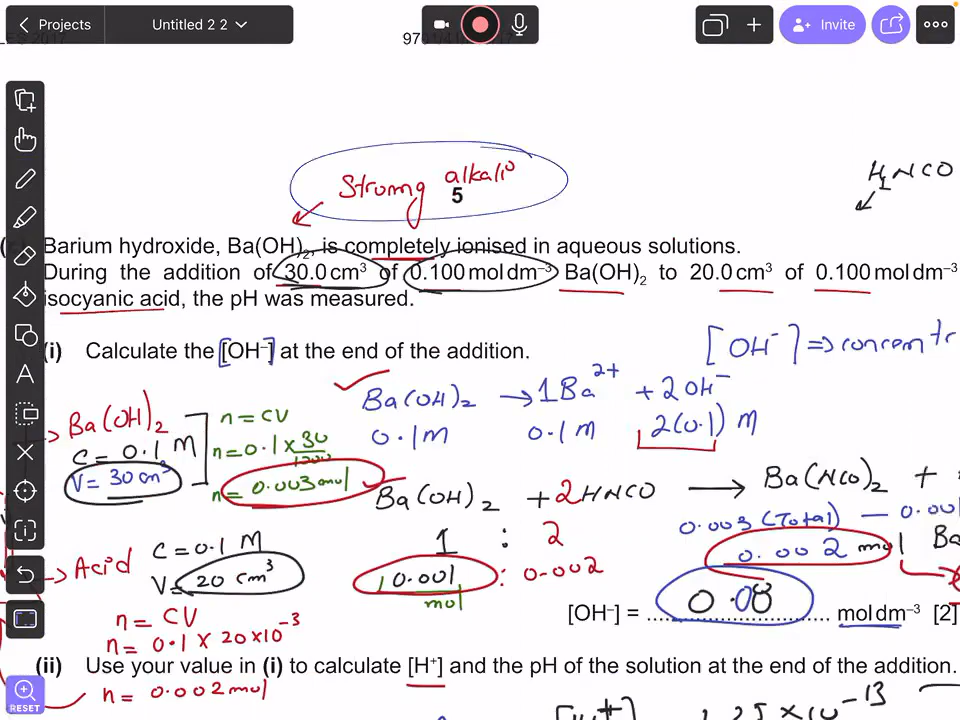 Projects
Untitled 2 2
Invite
Strong alkali
5
H NCO
Barium hydroxide, Ba(OH)2, is completely ionised in aqueous solutions.
During the addition of 30.0 cm³ of 0.100 mol dm⁻³ Ba(OH)2 to 20.0 cm³ of 0.100 mol dm⁻³
isocyanic acid, the pH was measured.
(i) Calculate the [OH⁻] at the end of the addition.
[OH⁻] ⇒ concentr
Ba(OH)2 → 1Ba²⁺ + 2OH⁻
0.1M 0.1M 2(0.1) M
Ba(OH)2
C = 0.1 M
V = 30 cm³
n = CV
n = 0.1 × 30/1000
n = 0.003 mol
Ba(OH)2 + 2HNCO → Ba(NCO)2 +
1 : 2
0.001 : 0.002
mol
0.003 (Total) – 0.001
0.002 mol
Ba
Acid
C = 0.1 M
V = 20 cm³
n = CV
n = 0.1 × 20×10⁻³
n = 0.002 mol
[OH⁻] = 0.08 mol dm⁻³ [2]
(ii) Use your value in (i) to calculate [H⁺] and the pH of the solution at the end of the addition.
[H⁺]
RESET